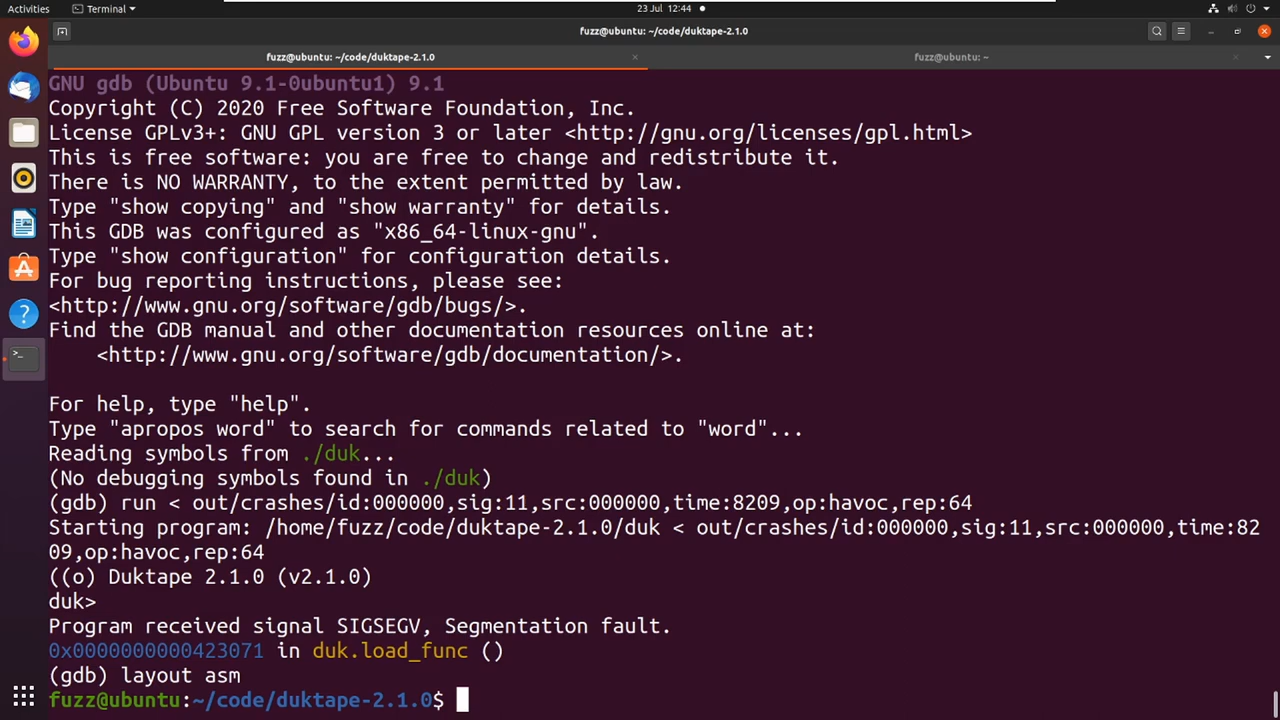 Activities
Terminal
23 Jul 12:44
fuzz@ubuntu: ~/code/duktape-2.1.0
fuzz@ubuntu: ~/code/duktape-2.1.0
fuzz@ubuntu: ~
GNU gdb (Ubuntu 9.1-0ubuntu1) 9.1
Copyright (C) 2020 Free Software Foundation, Inc.
License GPLv3+: GNU GPL version 3 or later <http://gnu.org/licenses/gpl.html>
This is free software: you are free to change and redistribute it.
There is NO WARRANTY, to the extent permitted by law.
Type "show copying" and "show warranty" for details.
This GDB was configured as "x86_64-linux-gnu".
Type "show configuration" for configuration details.
For bug reporting instructions, please see:
<http://www.gnu.org/software/gdb/bugs/>.
Find the GDB manual and other documentation resources online at:
    <http://www.gnu.org/software/gdb/documentation/>.

For help, type "help".
Type "apropos word" to search for commands related to "word"...
Reading symbols from ./duk...
(No debugging symbols found in ./duk)
(gdb) run < out/crashes/id:000000,sig:11,src:000000,time:8209,op:havoc,rep:64
Starting program: /home/fuzz/code/duktape-2.1.0/duk < out/crashes/id:000000,sig:11,src:000000,time:82
09,op:havoc,rep:64
((o) Duktape 2.1.0 (v2.1.0)
duk>
Program received signal SIGSEGV, Segmentation fault.
0x0000000000423071 in duk.load_func ()
(gdb) layout asm
fuzz@ubuntu:~/code/duktape-2.1.0$